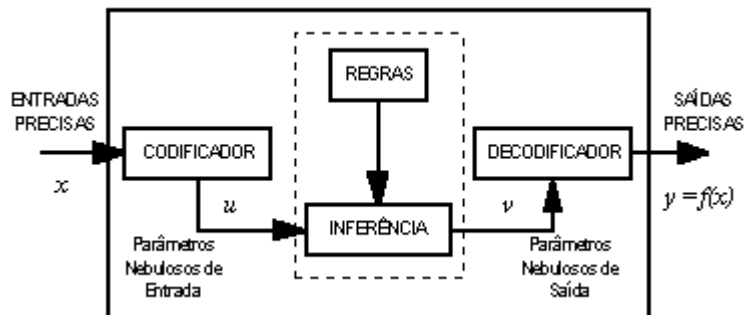 REGRAS
ENTRADAS
PRECISAS
SAÍDAS
PRECISAS
CODIFICADOR
DECODIFICADOR
x
u
INFERÊNCIA
v
y = f(x)
Parâmetros
Nebulosos de
Entrada
Parâmetros
Nebulosos de
Saída